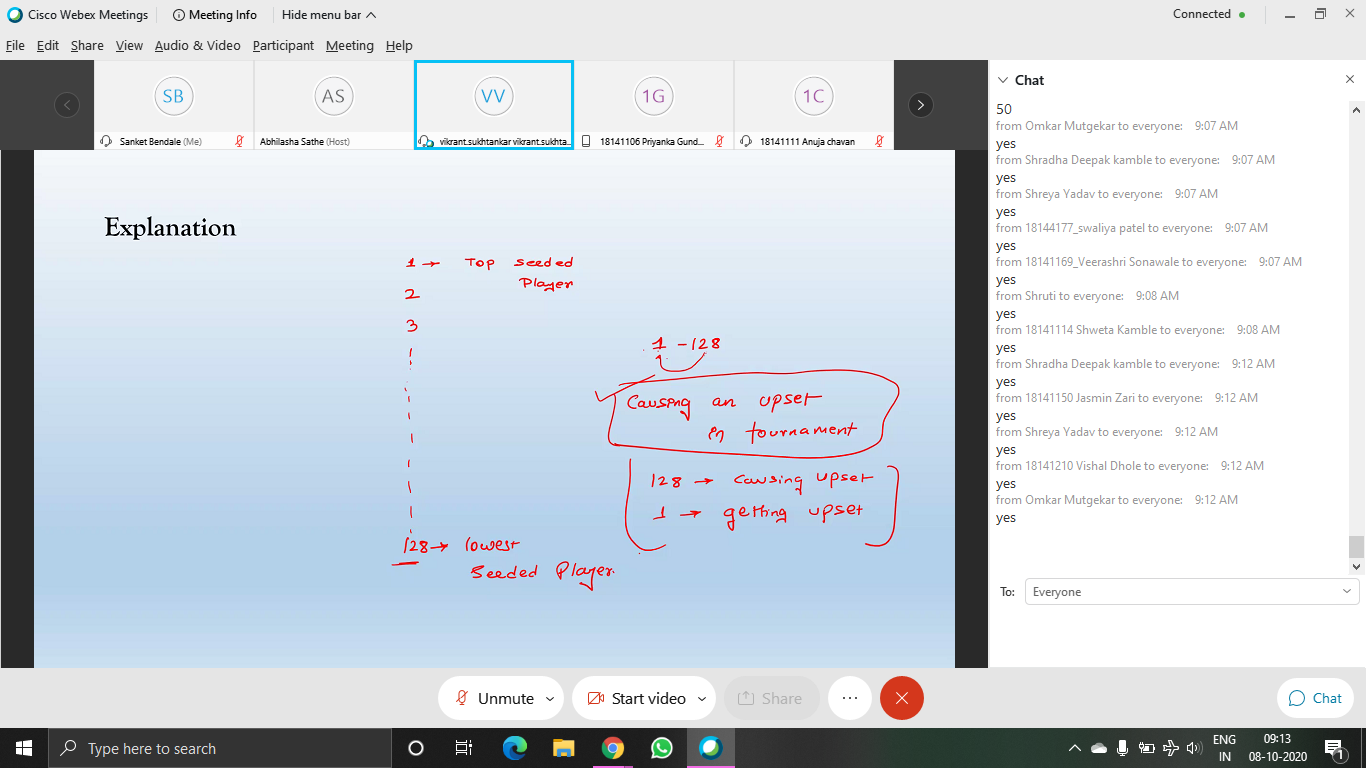 Cisco Webex Meetings
Meeting Info
Hide menu bar
Connected
File Edit Share View Audio & Video Participant Meeting Help
SB
AS
VV
1G
1C
Sanket Bendale (Me)
Abhilasha Sathe (Host)
vikrant.sukhtankar vikrant.sukhta...
18141106 Priyanka Gund...
18141111 Anuja chavan
Explanation
1 → Top seeded
Player
2
3
1 - 128
Causing an upset
in tournament
128 → causing upset
1 → getting upset
128 → lowest
seeded Player.
Chat
50
from Omkar Mutgekar to everyone: 9:07 AM
yes
from Shradha Deepak kamble to everyone: 9:07 AM
yes
from Shreya Yadav to everyone: 9:07 AM
yes
from 18144177_swaliya patel to everyone: 9:07 AM
yes
from 18141169_Veerashri Sonawale to everyone: 9:07 AM
yes
from Shruti to everyone: 9:08 AM
yes
from 18141114 Shweta Kamble to everyone: 9:08 AM
yes
from Shradha Deepak kamble to everyone: 9:12 AM
yes
from 18141150 Jasmin Zari to everyone: 9:12 AM
yes
from Shreya Yadav to everyone: 9:12 AM
yes
from 18141210 Vishal Dhole to everyone: 9:12 AM
yes
from Omkar Mutgekar to everyone: 9:12 AM
yes
To: Everyone
Unmute
Start video
Share
Chat
Type here to search
ENG
IN
09:13
08-10-2020
1